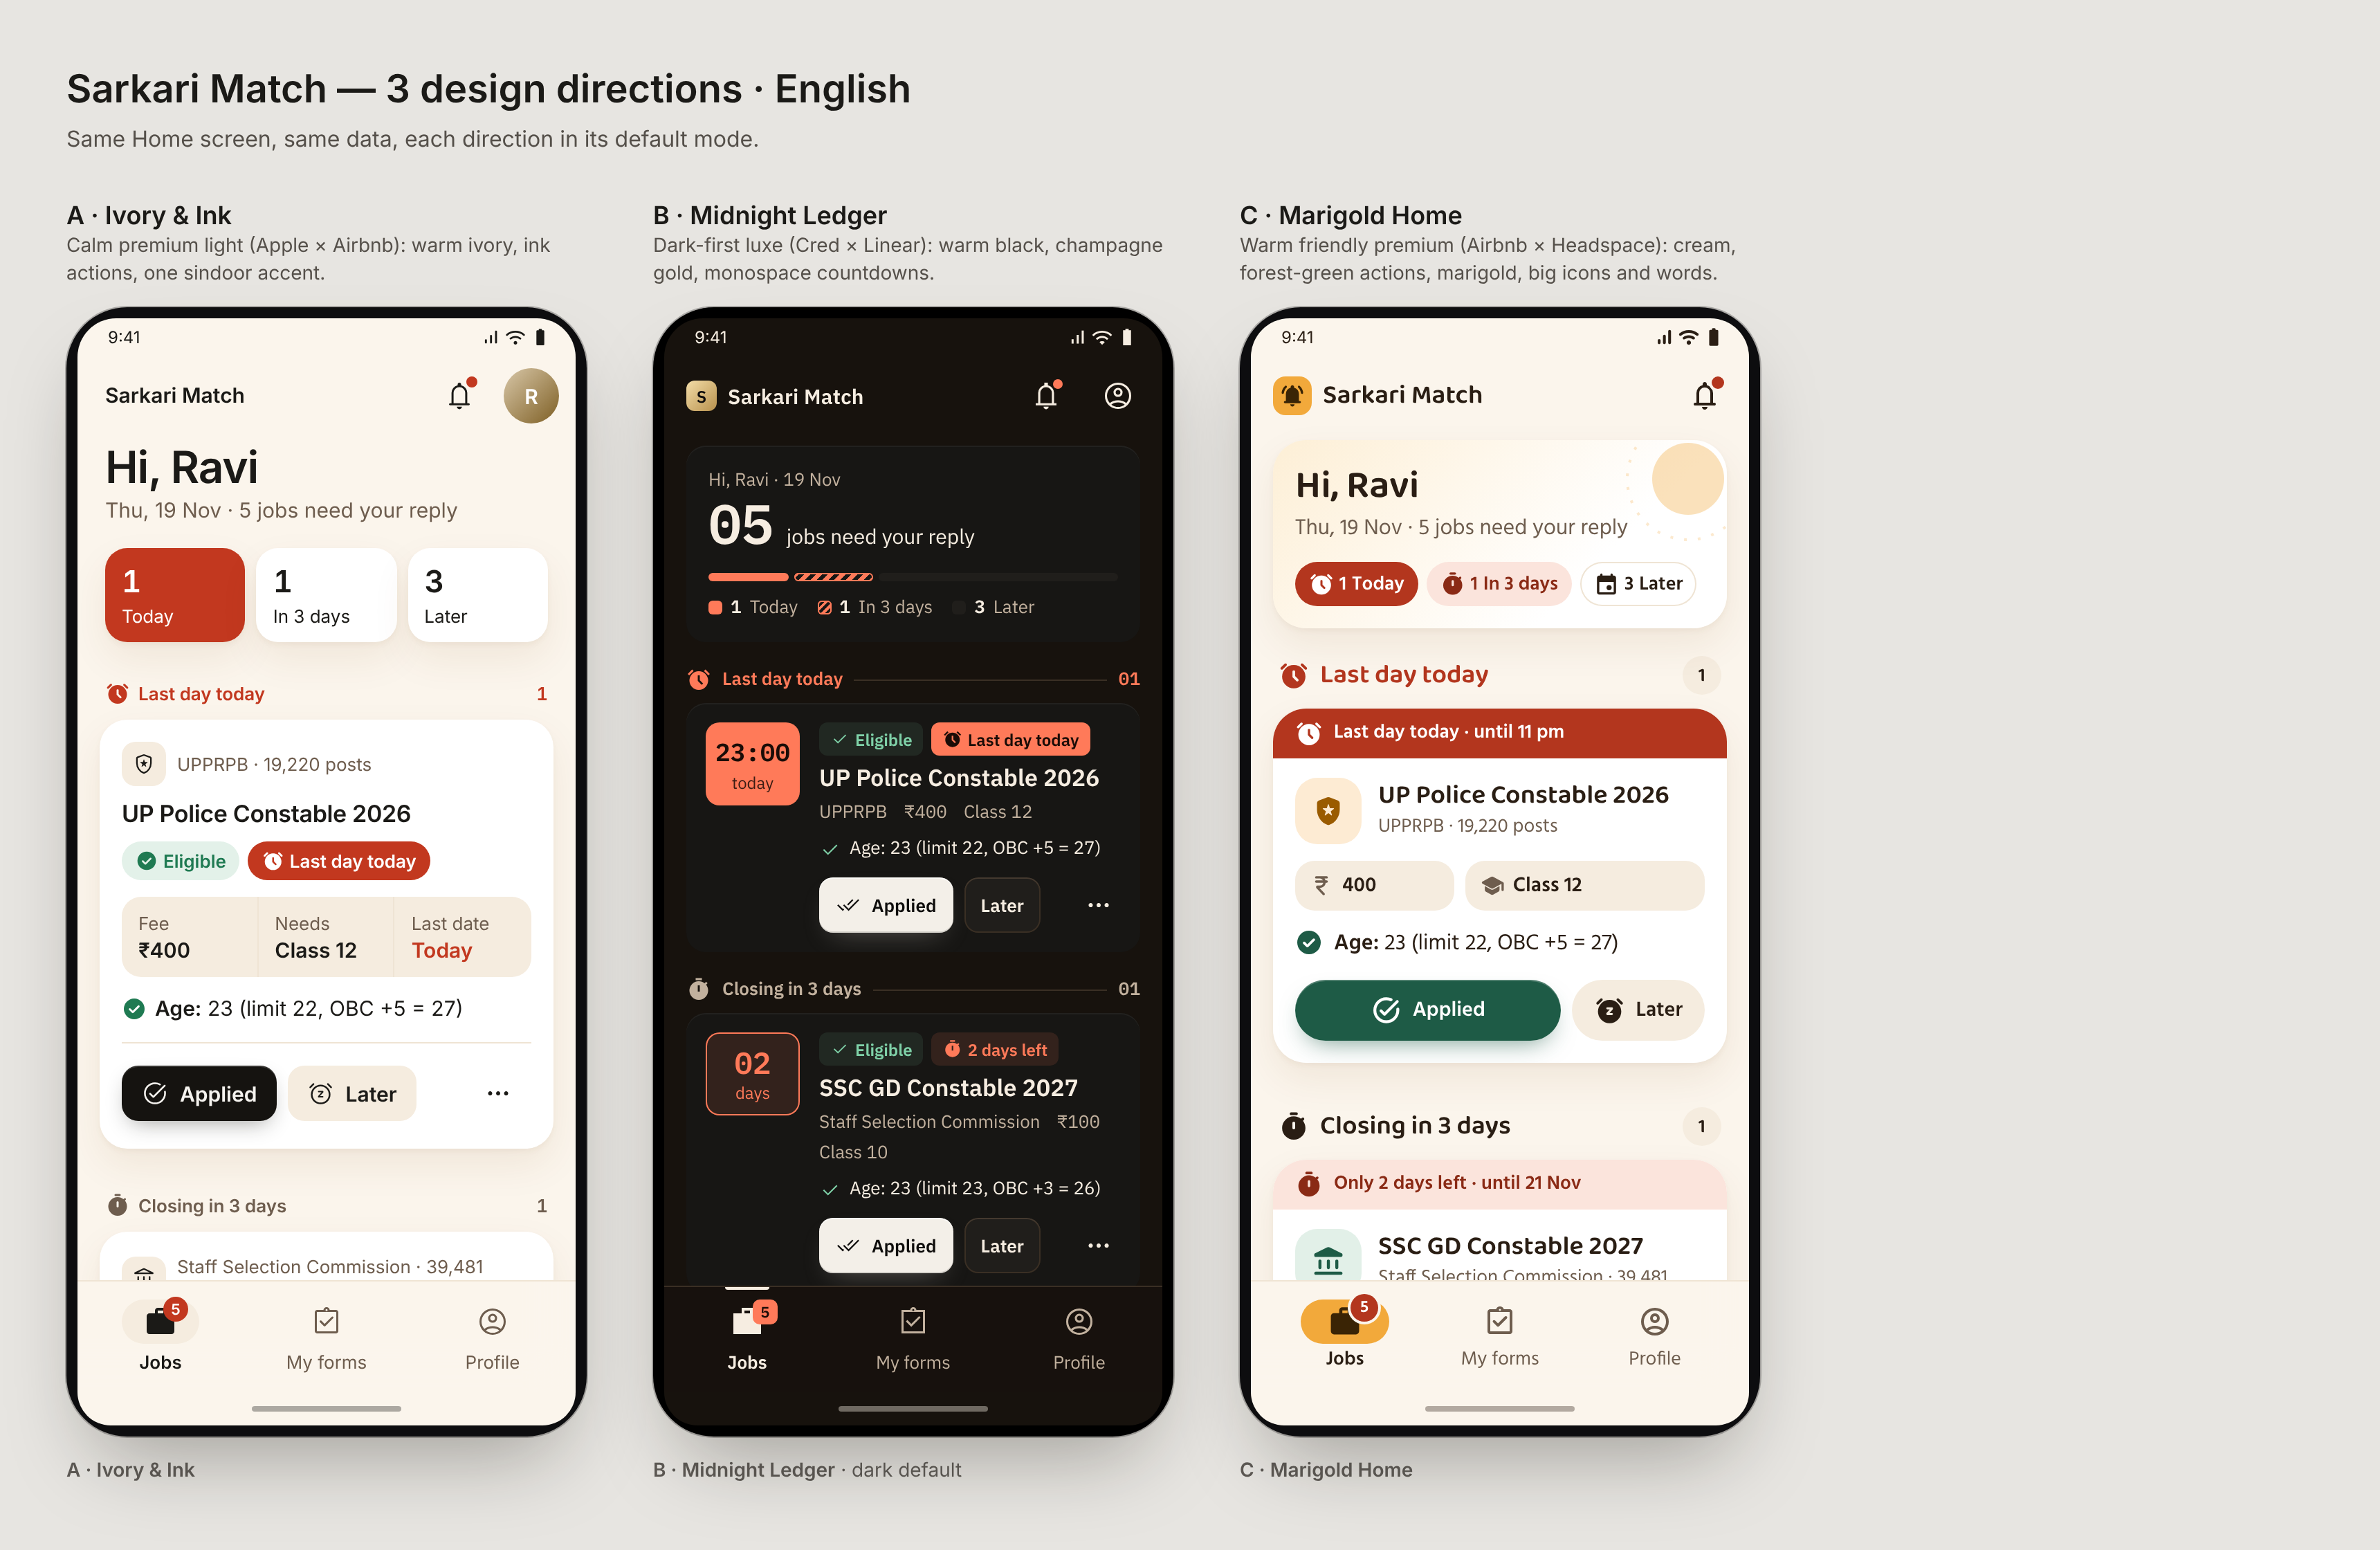 Sarkari Match — 3 design directions · English
Same Home screen, same data, each direction in its default mode.
A · Ivory & Ink
Calm premium light (Apple × Airbnb): warm ivory, ink
actions, one sindoor accent.
9:41
Sarkari Match
R
Hi, Ravi
Thu, 19 Nov · 5 jobs need your reply
1
Today
1
In 3 days
3
Later
Last day today
1
UPPRPB · 19,220 posts
UP Police Constable 2026
Eligible
Last day today
Fee
₹400
Needs
Class 12
Last date
Today
Age: 23 (limit 22, OBC +5 = 27)
Applied
Later
Closing in 3 days
1
Staff Selection Commission · 39,481
5
Jobs
My forms
Profile
A · Ivory & Ink
B · Midnight Ledger
Dark-first luxe (Cred × Linear): warm black, champagne
gold, monospace countdowns.
9:41
S
Sarkari Match
Hi, Ravi · 19 Nov
05 jobs need your reply
1 Today
1 In 3 days
3 Later
Last day today
01
23:00
today
Eligible
Last day today
UP Police Constable 2026
UPPRPB ₹400 Class 12
Age: 23 (limit 22, OBC +5 = 27)
Applied
Later
Closing in 3 days
01
02
days
Eligible
2 days left
SSC GD Constable 2027
Staff Selection Commission ₹100
Class 10
Age: 23 (limit 23, OBC +3 = 26)
Applied
Later
5
Jobs
My forms
Profile
B · Midnight Ledger · dark default
C · Marigold Home
Warm friendly premium (Airbnb × Headspace): cream,
forest-green actions, marigold, big icons and words.
9:41
Sarkari Match
Hi, Ravi
Thu, 19 Nov · 5 jobs need your reply
1 Today
1 In 3 days
3 Later
Last day today
1
Last day today · until 11 pm
UP Police Constable 2026
UPPRPB · 19,220 posts
₹ 400
Class 12
Age: 23 (limit 22, OBC +5 = 27)
Applied
Later
Closing in 3 days
1
Only 2 days left · until 21 Nov
SSC GD Constable 2027
Staff Selection Commission · 39,481
5
Jobs
My forms
Profile
C · Marigold Home